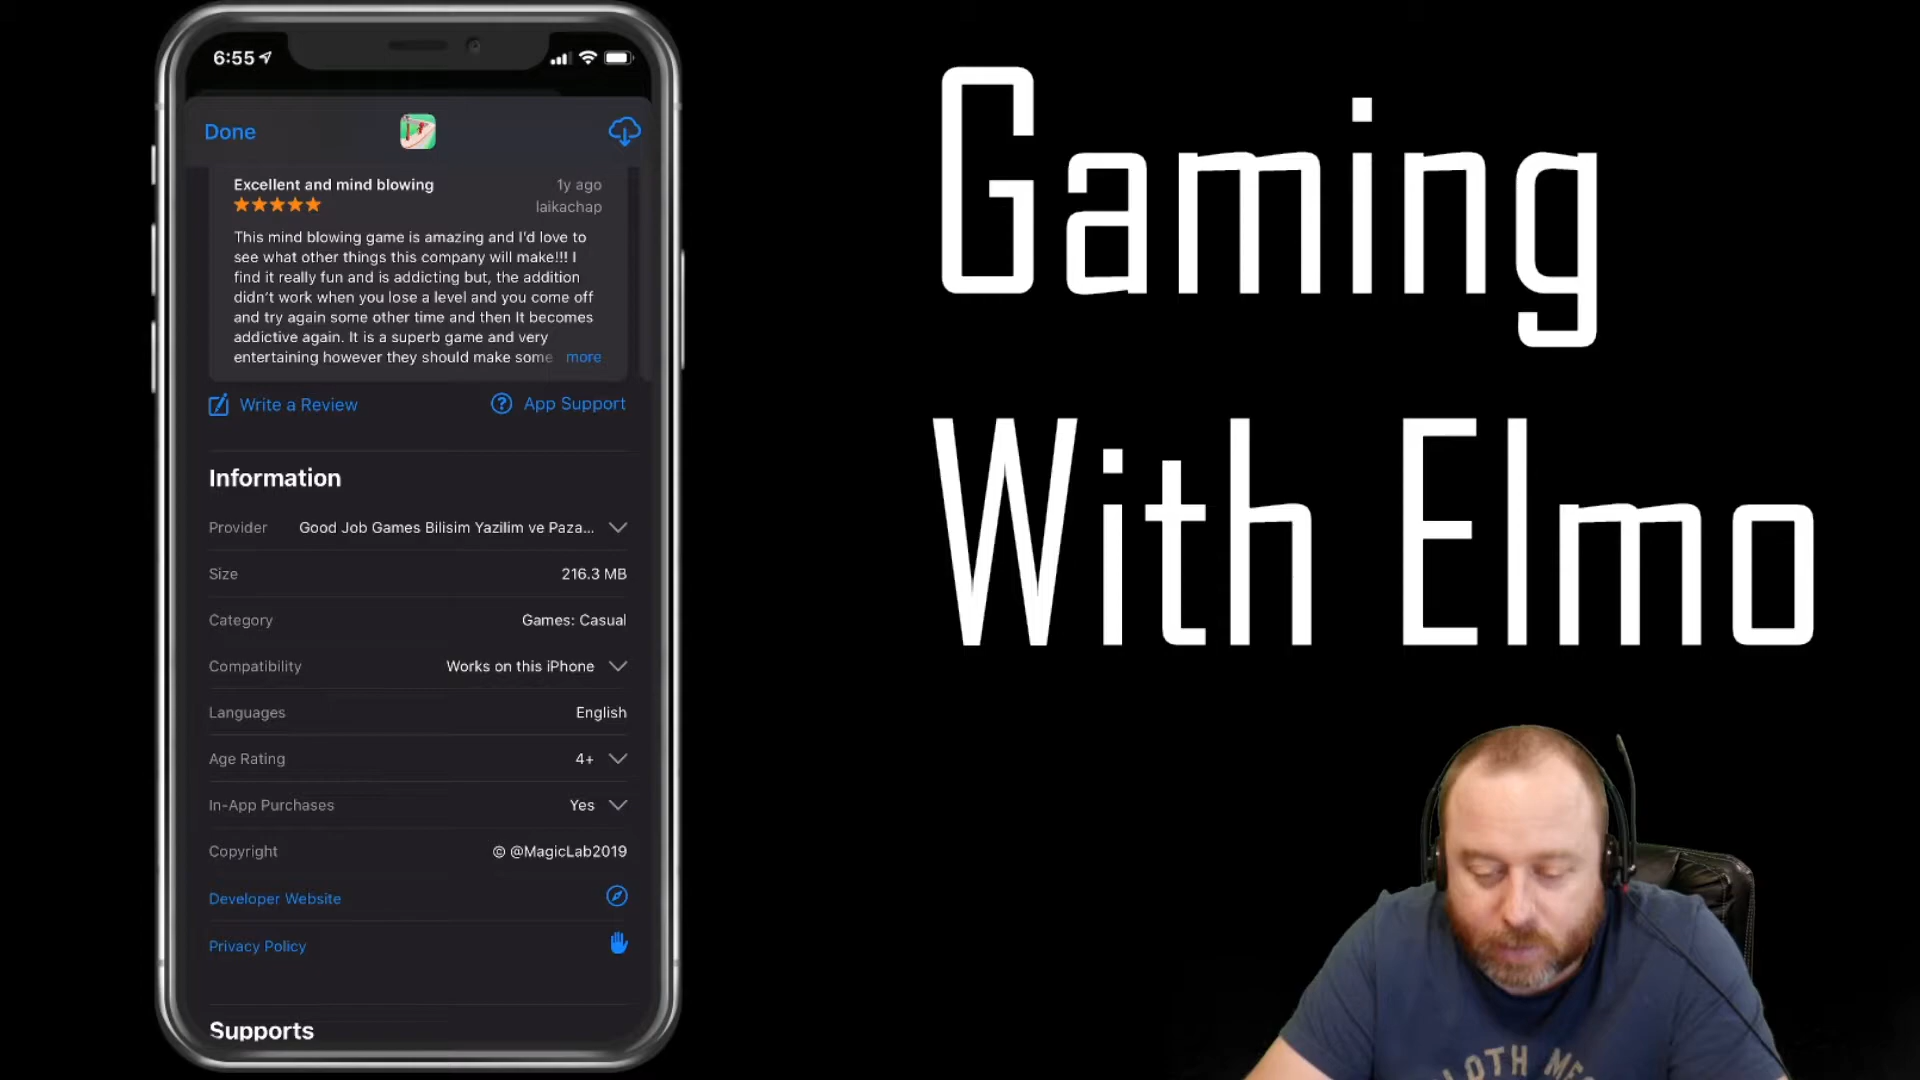 6:55
Done
Excellent and mind blowing
1y ago
laikachap
This mind blowing game is amazing and I'd love to
see what other things this company will make!!! I
find it really fun and is addicting but, the addition
didn't work when you lose a level and you come off
and try again some other time and then It becomes
addictive again. It is a superb game and very
entertaining however they should make some more
Write a Review
App Support
Information
Provider Good Job Games Bilisim Yazilim ve Paza...
Size 216.3 MB
Category Games: Casual
Compatibility Works on this iPhone
Languages English
Age Rating 4+
In-App Purchases Yes
Copyright © @MagicLab2019
Developer Website
Privacy Policy
Supports
Gaming
With Elmo